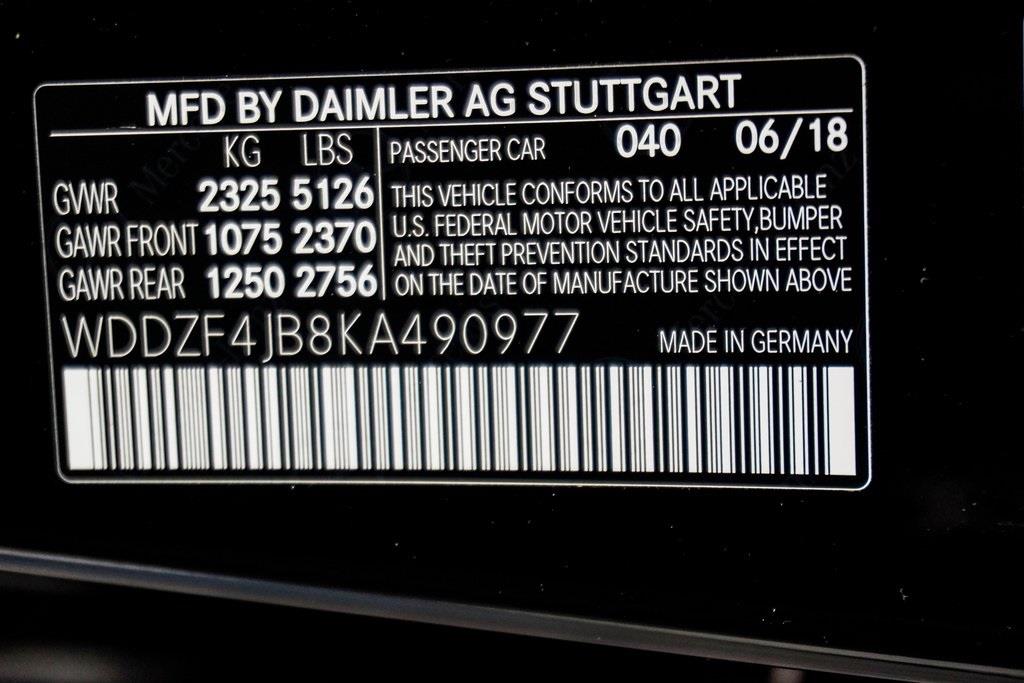 MFD BY DAIMLER AG STUTTGART
KG LBS
GVWR 2325 5126
GAWR FRONT 1075 2370
GAWR REAR 1250 2756
PASSENGER CAR 040 06/18
THIS VEHICLE CONFORMS TO ALL APPLICABLE
U.S. FEDERAL MOTOR VEHICLE SAFETY,BUMPER
AND THEFT PREVENTION STANDARDS IN EFFECT
ON THE DATE OF MANUFACTURE SHOWN ABOVE
WDDZF4JB8KA490977
MADE IN GERMANY